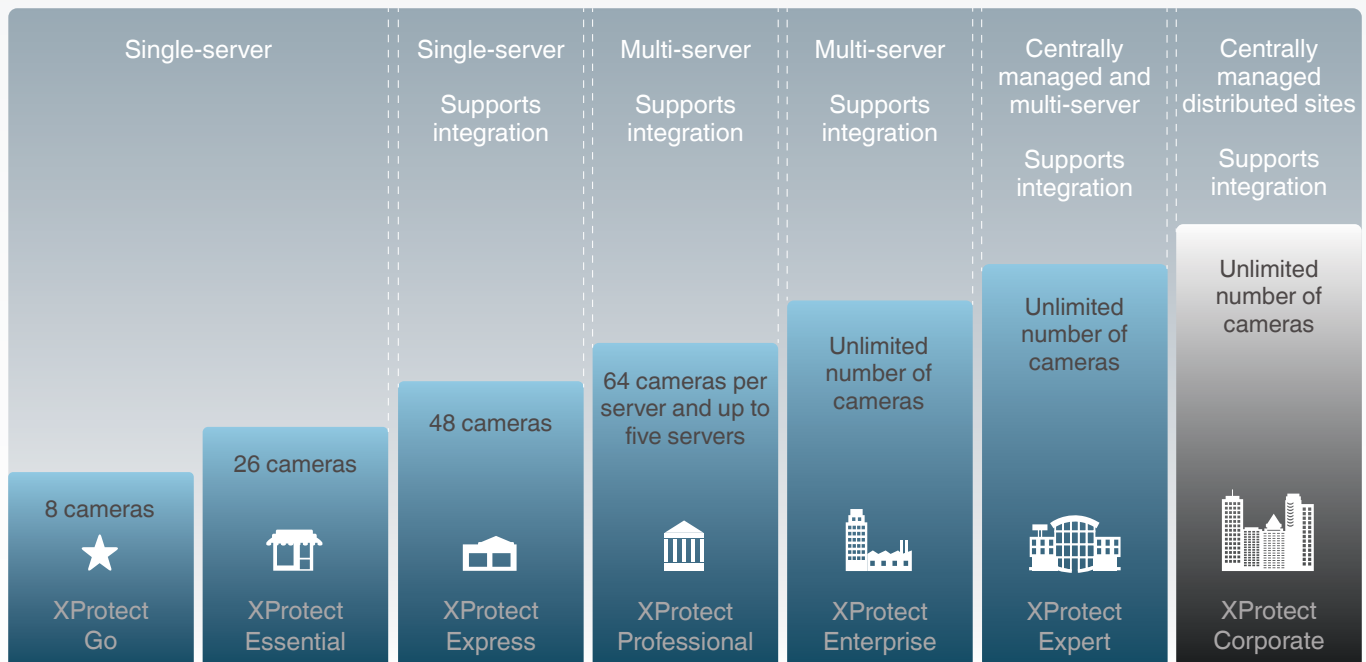 Single-server
Single-server
Supports
integration
Multi-server
Supports
integration
Multi-server
Supports
integration
Centrally
managed and
multi-server
Supports
integration
Centrally
managed
distributed sites
Supports
integration
8 cameras
XProtect
Go
26 cameras
XProtect
Essential
48 cameras
XProtect
Express
64 cameras per
server and up to
five servers
XProtect
Professional
Unlimited
number of
cameras
XProtect
Enterprise
Unlimited
number of
cameras
XProtect
Expert
Unlimited
number of
cameras
XProtect
Corporate